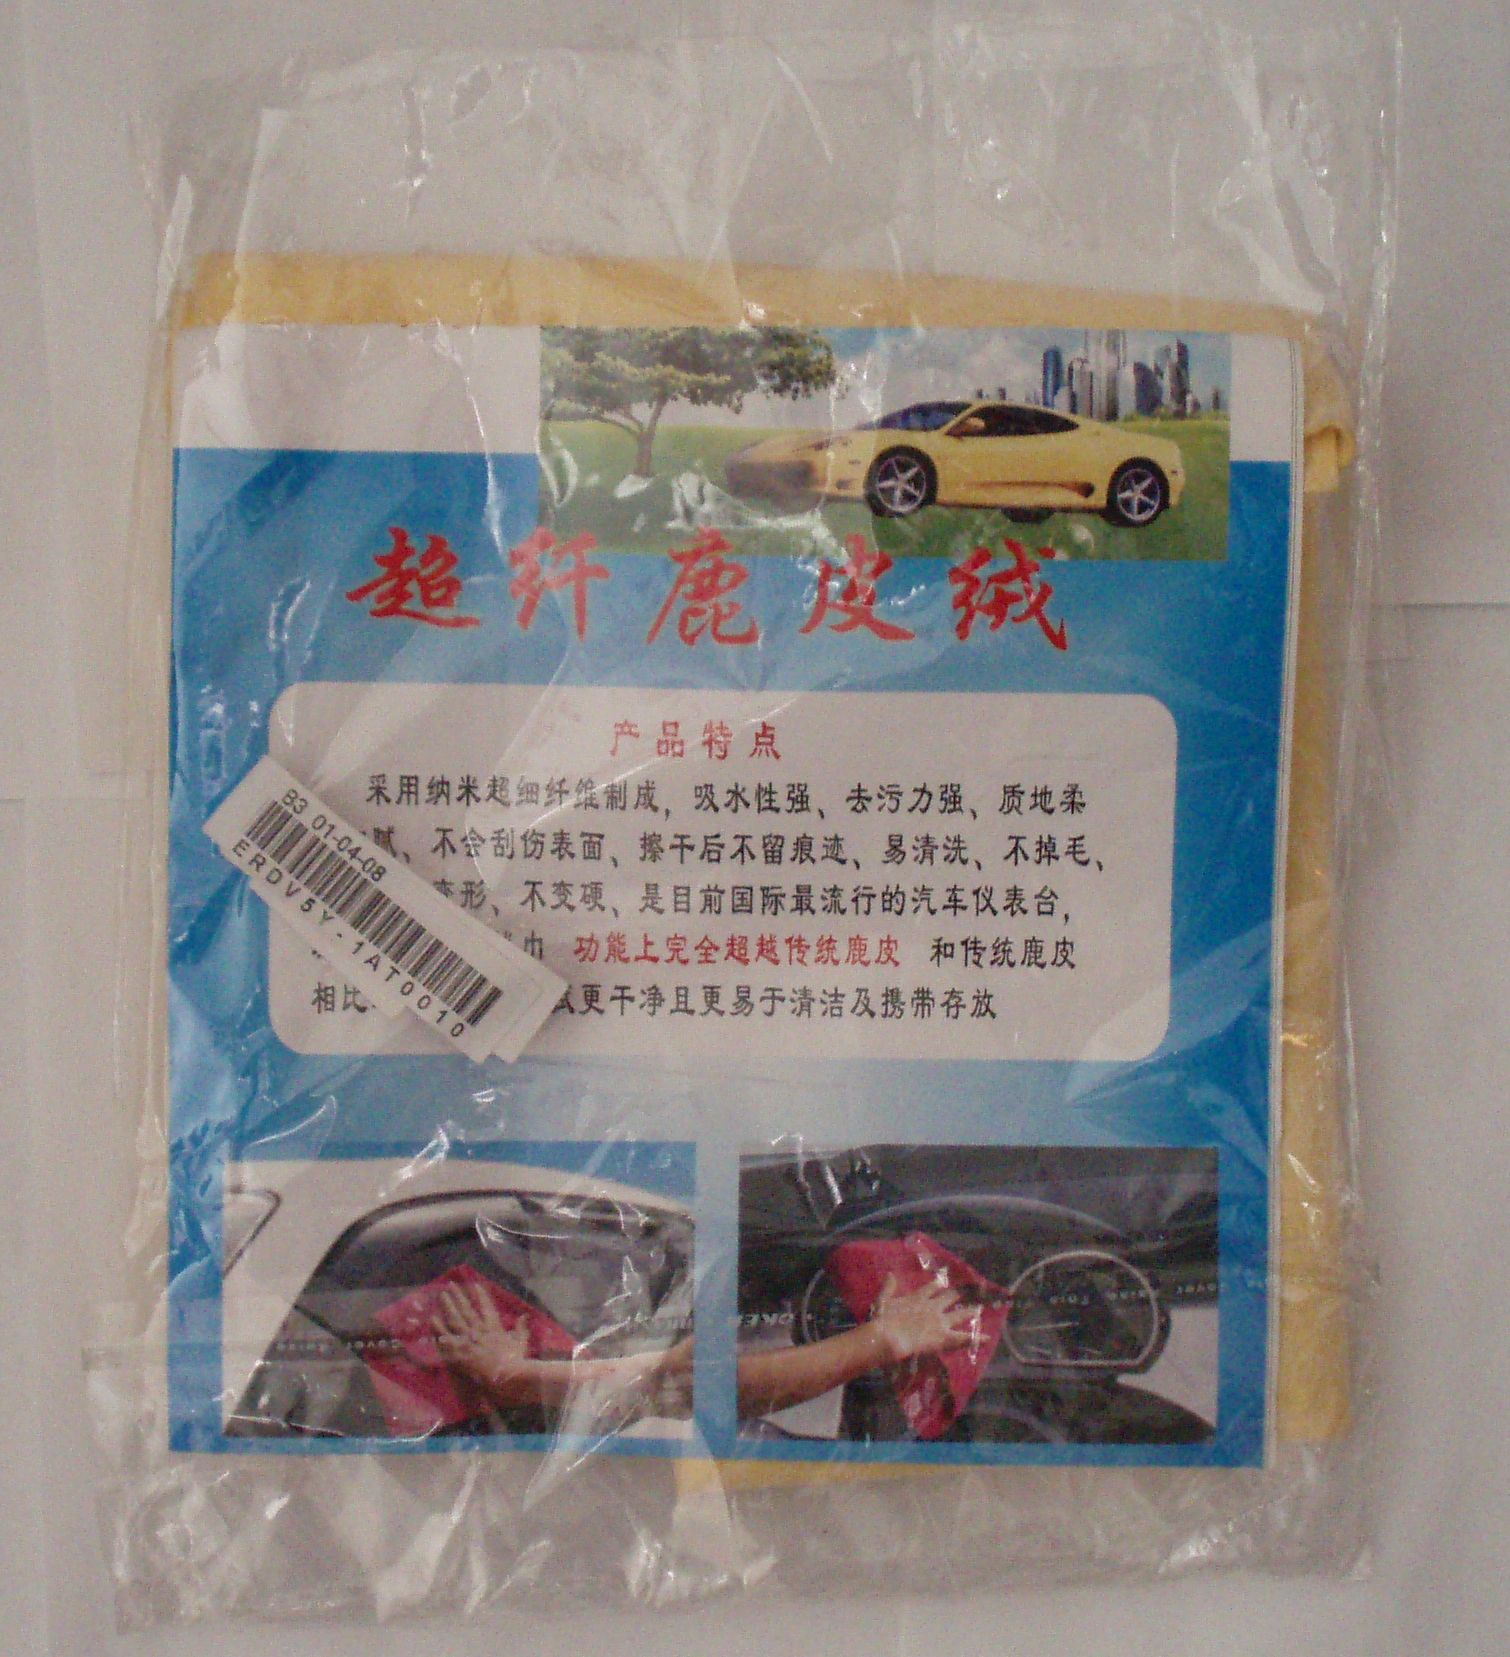 超纤鹿皮绒
产品特点
采用纳米超细纤维制成，吸水性强、去污力强、质地柔
腻、不会刮伤表面、擦干后不留痕迹、易清洗、不掉毛、
变形、不变硬、是目前国际最流行的汽车仪表台，
巾 功能上完全超越传统鹿皮 和传统鹿皮
相比 更干净且更易于清洁及携带存放
B3 01-04-08
ERDV5Y-1AT0010